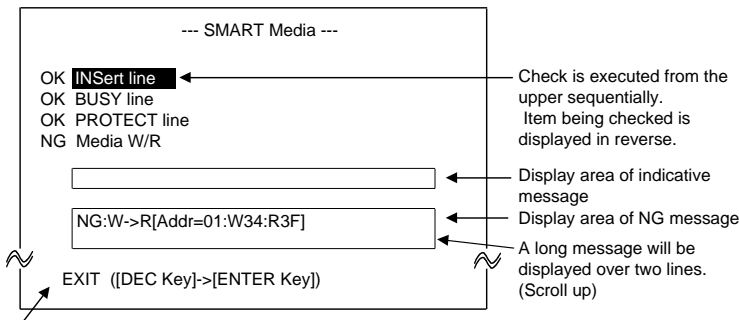 --- SMART Media ---
OK INSert line
OK BUSY line
OK PROTECT line
NG Media W/R
Check is executed from the
upper sequentially.
Item being checked is
displayed in reverse.
Display area of indicative
message
NG:W->R[Addr=01:W34:R3F]
Display area of NG message
A long message will be
displayed over two lines.
(Scroll up)
EXIT ([DEC Key]->[ENTER Key])